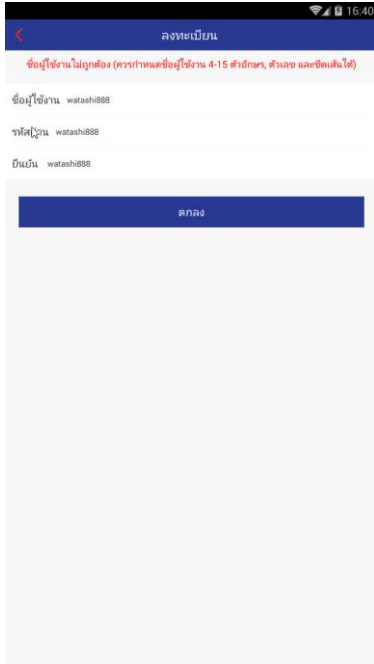 16:40
ลงทะเบียน
ชื่อผู้ใช้งานไม่ถูกต้อง (ควรกำหนดชื่อผู้ใช้งาน 4-15 ตัวอักษร, ตัวเลข และขีดเส้นใต้)
ชื่อผู้ใช้งาน watashi888
รหัสผ่าน watashi888
ยืนยัน watashi888
ตกลง